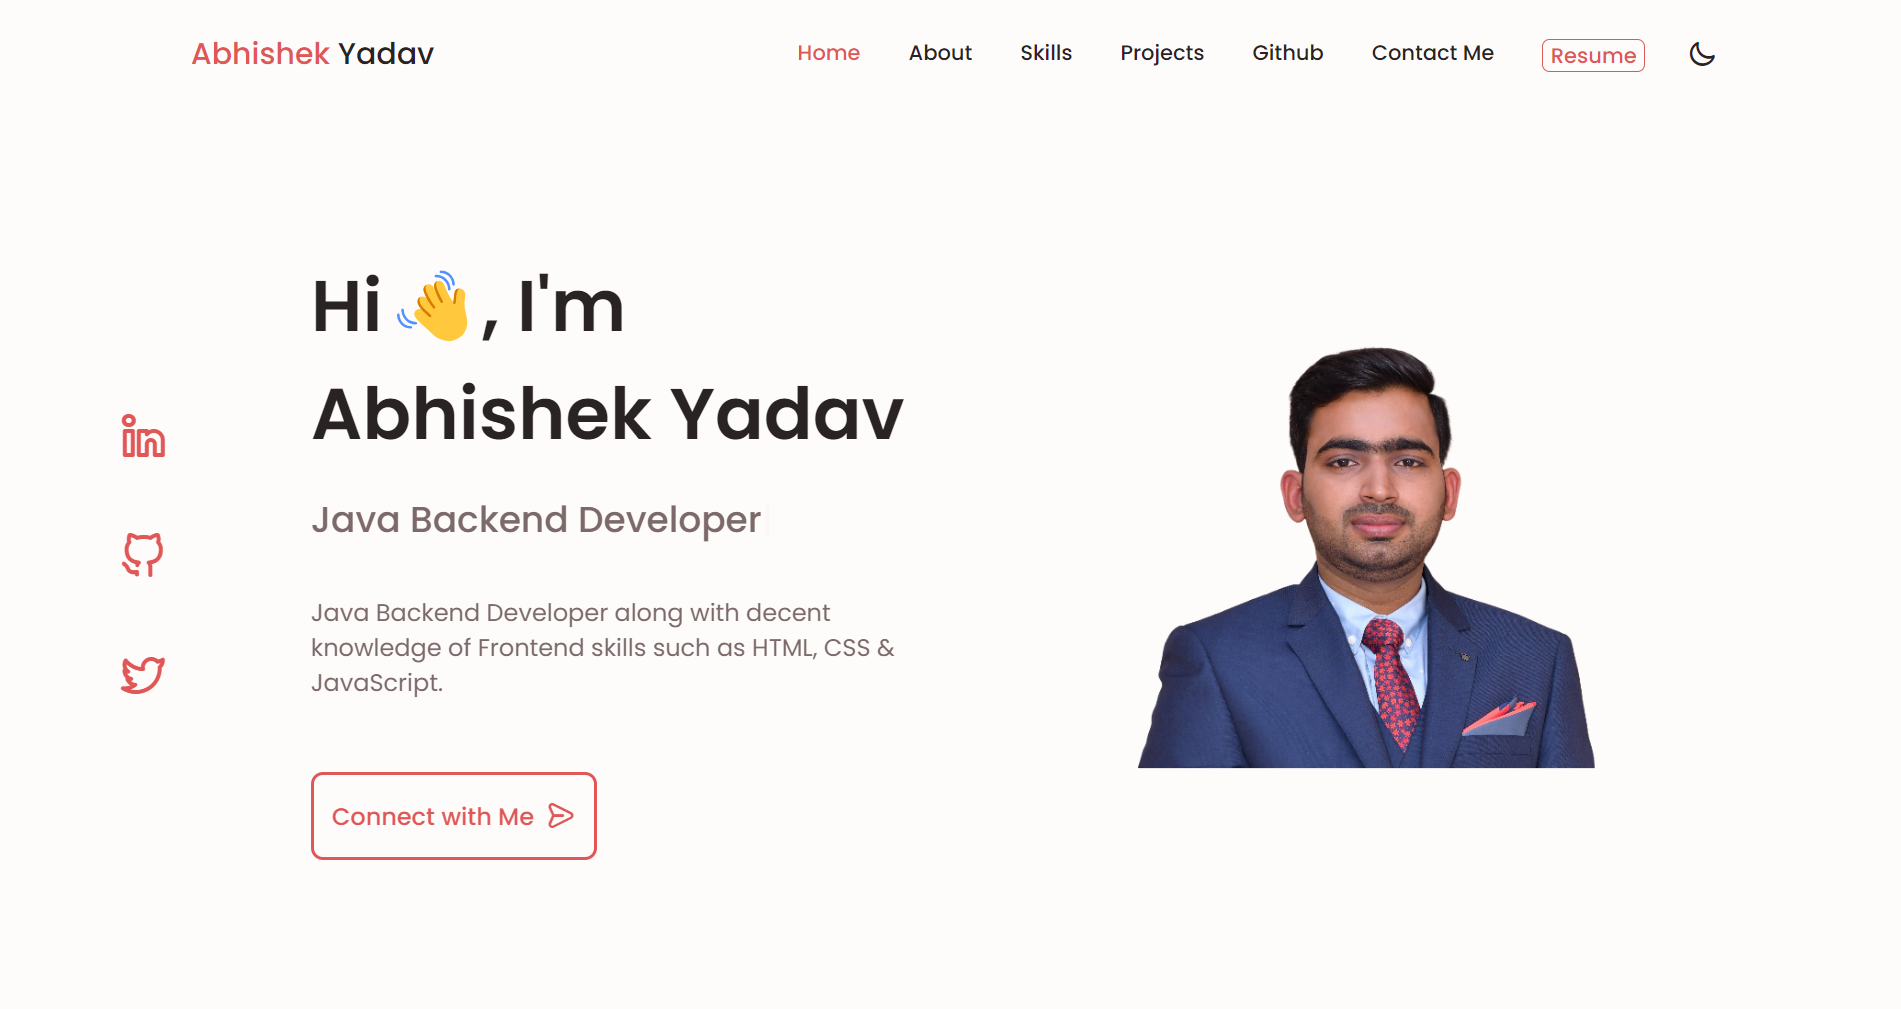 Abhishek Yadav
Home About Skills Projects Github Contact Me Resume
Hi 👋, I'm
Abhishek Yadav
Java Backend Developer
Java Backend Developer along with decent
knowledge of Frontend skills such as HTML, CSS &
JavaScript.
Connect with Me